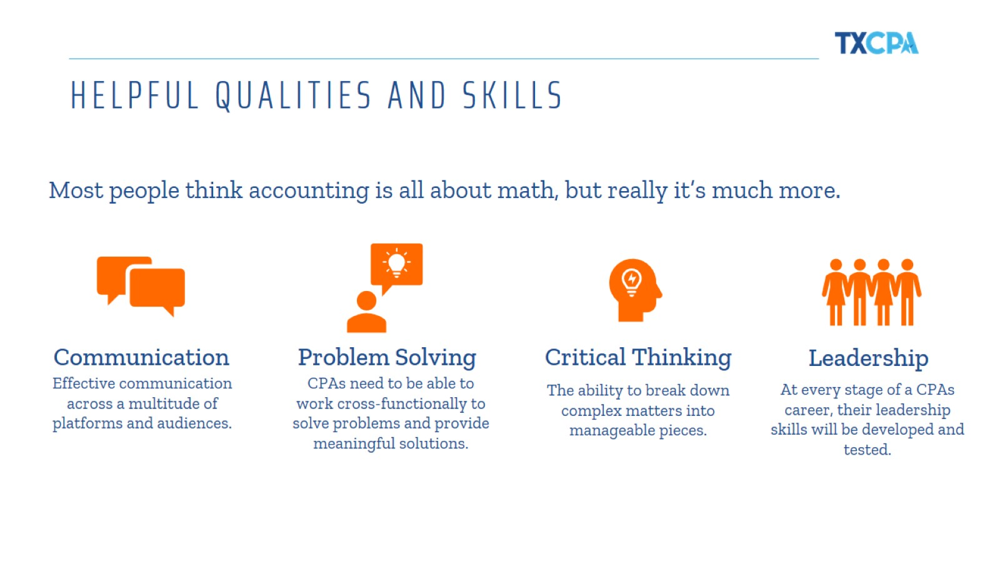 TXCPA
HELPFUL QUALITIES AND SKILLS
Most people think accounting is all about math, but really it's much more.
Communication
Effective communication
across a multitude of
platforms and audiences.
Problem Solving
CPAs need to be able to
work cross-functionally to
solve problems and provide
meaningful solutions.
Critical Thinking
The ability to break down
complex matters into
manageable pieces.
Leadership
At every stage of a CPAs
career, their leadership
skills will be developed and
tested.